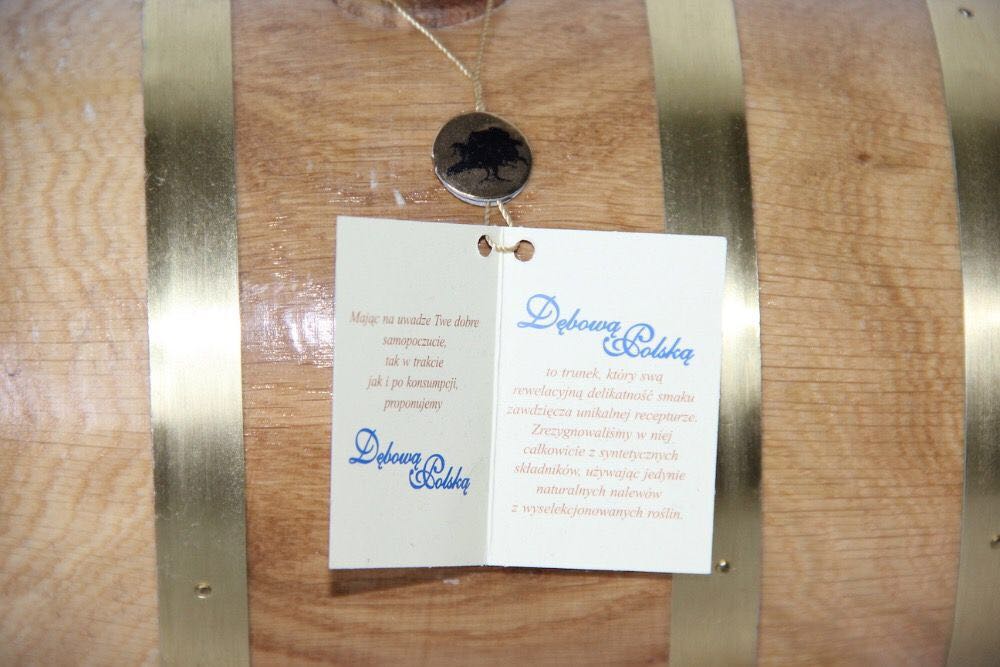 Mając na uwadze Twe dobre
samopoczucie,
tak w trakcie
jak i po konsumpcji,
proponujemy
Dębową
Polską
Dębową
Polską
to trunek, który swą
rewelacyjną delikatność smaku
zawdzięcza unikalnej recepturze.
Zrezygnowaliśmy w niej
całkowicie z syntetycznych
składników, używając jedynie
naturalnych nalewów
z wyselekcjonowanych roślin.